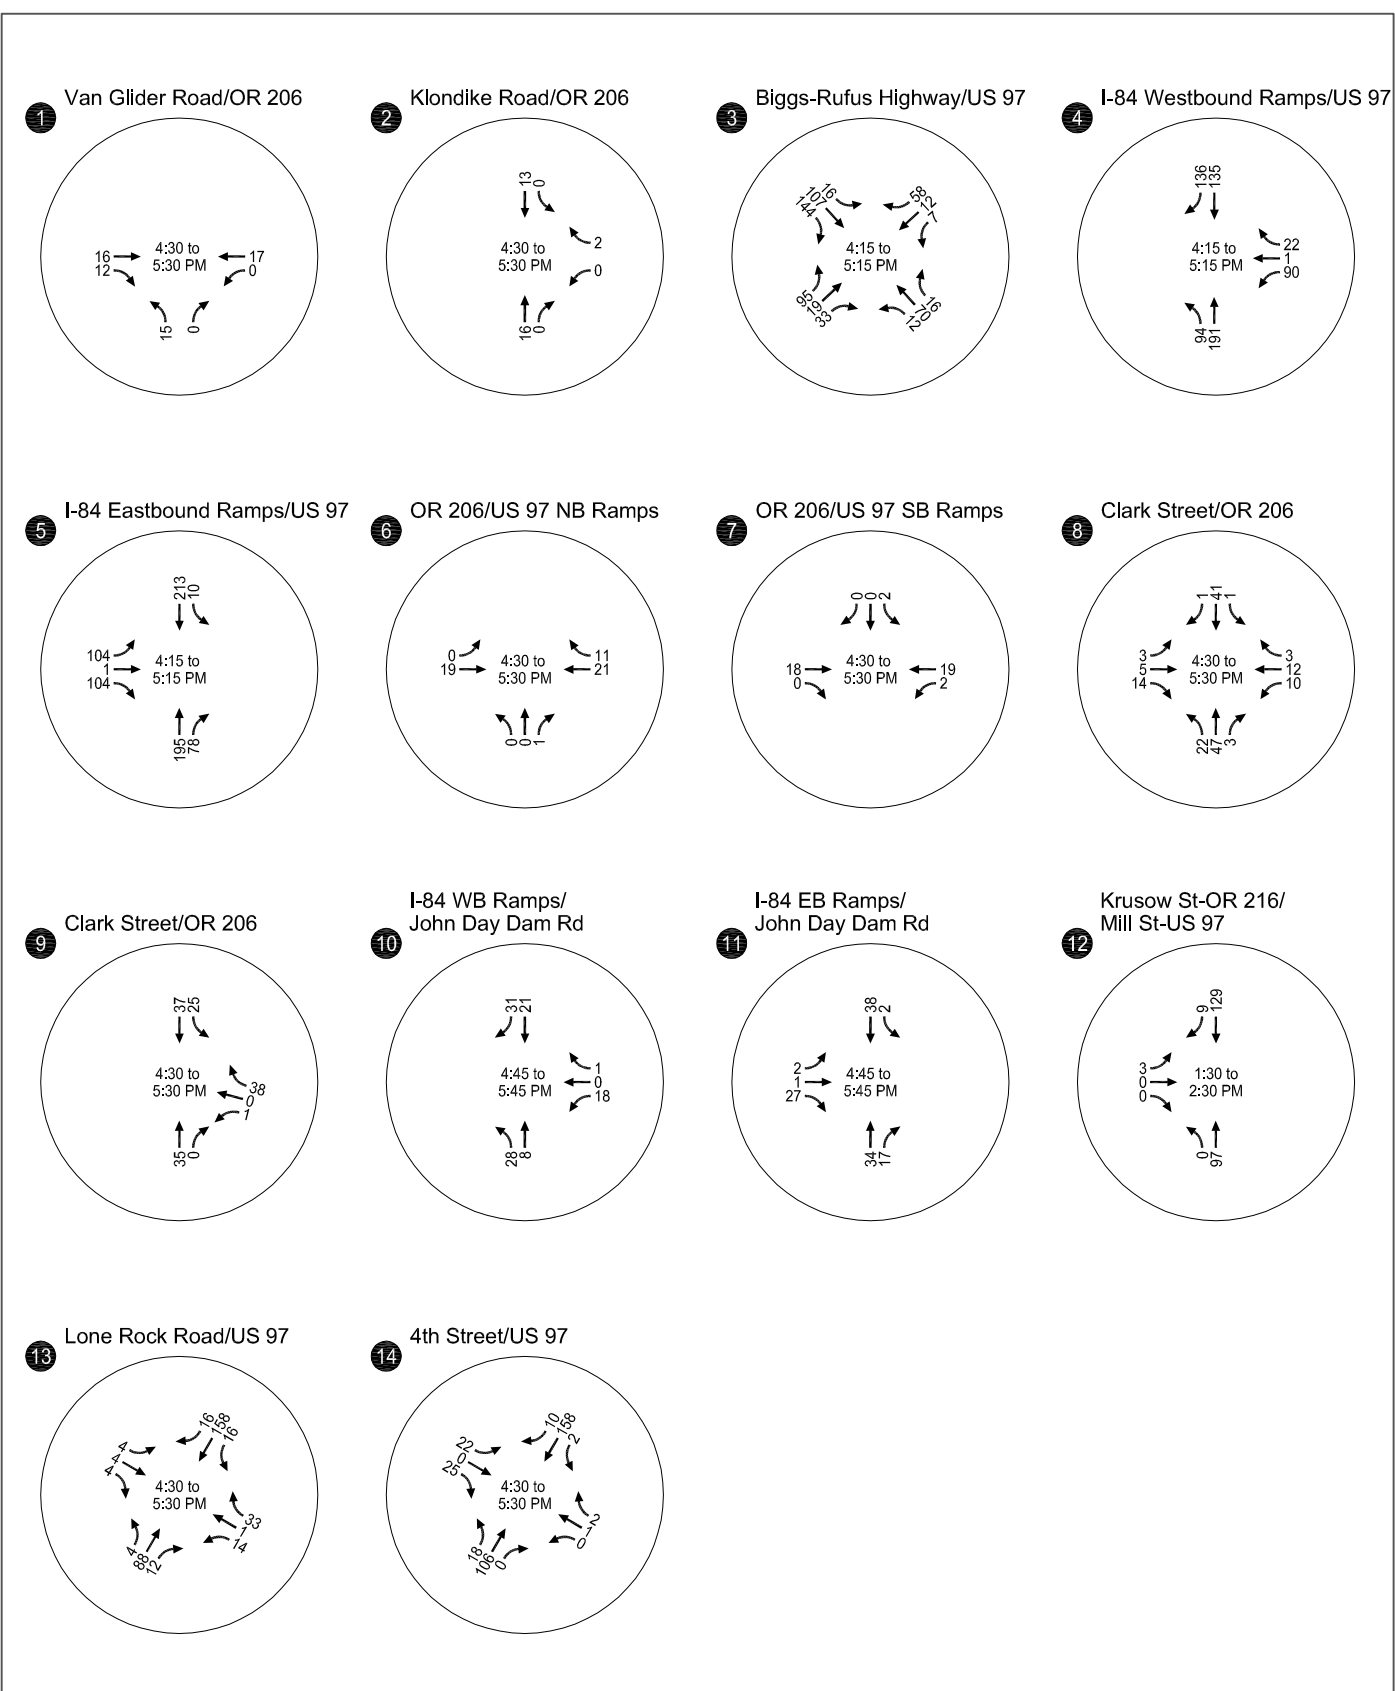 1 Van Glider Road/OR 206
16
12
4:30 to
5:30 PM
17
0
15
0
2 Klondike Road/OR 206
13
0
4:30 to
5:30 PM
2
0
16
0
3 Biggs-Rufus Highway/US 97
144
107
16
58
12
7
4:15 to
5:15 PM
95
19
33
12
70
16
4 I-84 Westbound Ramps/US 97
136
135
4:15 to
5:15 PM
22
1
90
94
191
5 I-84 Eastbound Ramps/US 97
213
10
104
1
104
4:15 to
5:15 PM
195
78
6 OR 206/US 97 NB Ramps
0
19
4:30 to
5:30 PM
11
21
0
0
1
7 OR 206/US 97 SB Ramps
0
0
2
18
0
4:30 to
5:30 PM
19
2
8 Clark Street/OR 206
1
41
1
3
5
14
4:30 to
5:30 PM
3
12
10
22
47
3
9 Clark Street/OR 206
37
25
4:30 to
5:30 PM
38
0
1
35
0
10 I-84 WB Ramps/
John Day Dam Rd
31
21
4:45 to
5:45 PM
1
0
18
28
8
11 I-84 EB Ramps/
John Day Dam Rd
38
2
2
1
27
4:45 to
5:45 PM
34
17
12 Krusow St-OR 216/
Mill St-US 97
9
129
3
0
0
1:30 to
2:30 PM
0
97
13 Lone Rock Road/US 97
16
158
16
4
4
4
4:30 to
5:30 PM
33
1
14
4
88
12
14 4th Street/US 97
10
158
2
22
0
25
4:30 to
5:30 PM
2
1
0
18
106
0